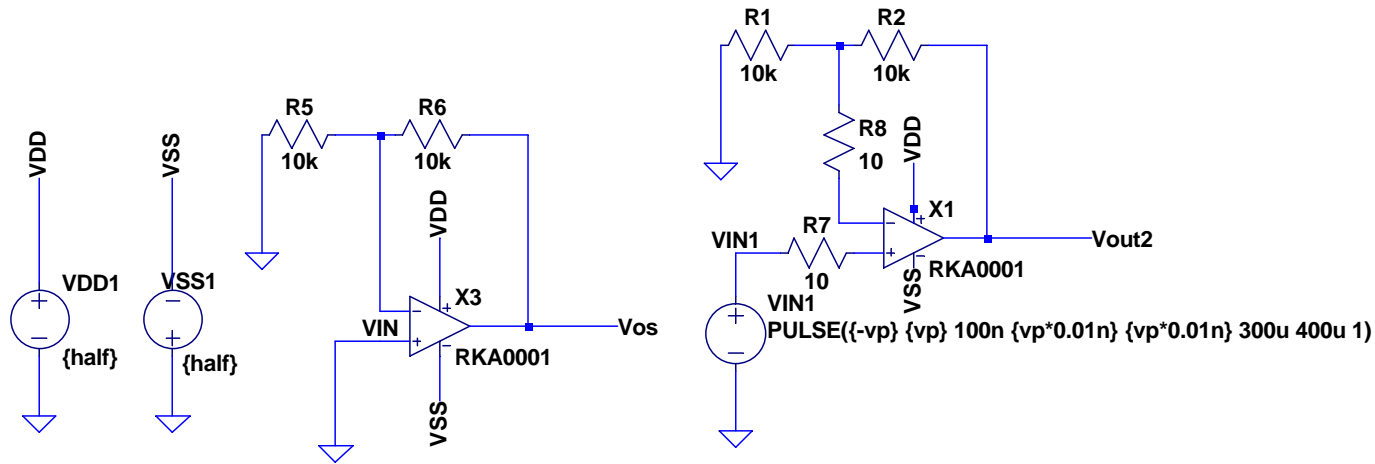 R1
R2
10k
10k
R5
R6
10k
10k
R8
10
VDD
VSS
VDD
VDD
X1
X3
R7
10
VIN1
Vout2
RKA0001
VSS
VDD1
VSS1
{half}
{half}
VIN
Vos
RKA0001
VSS
VIN1
PULSE({-vp} {vp} 100n {vp*0.01n} {vp*0.01n} 300u 400u 1)